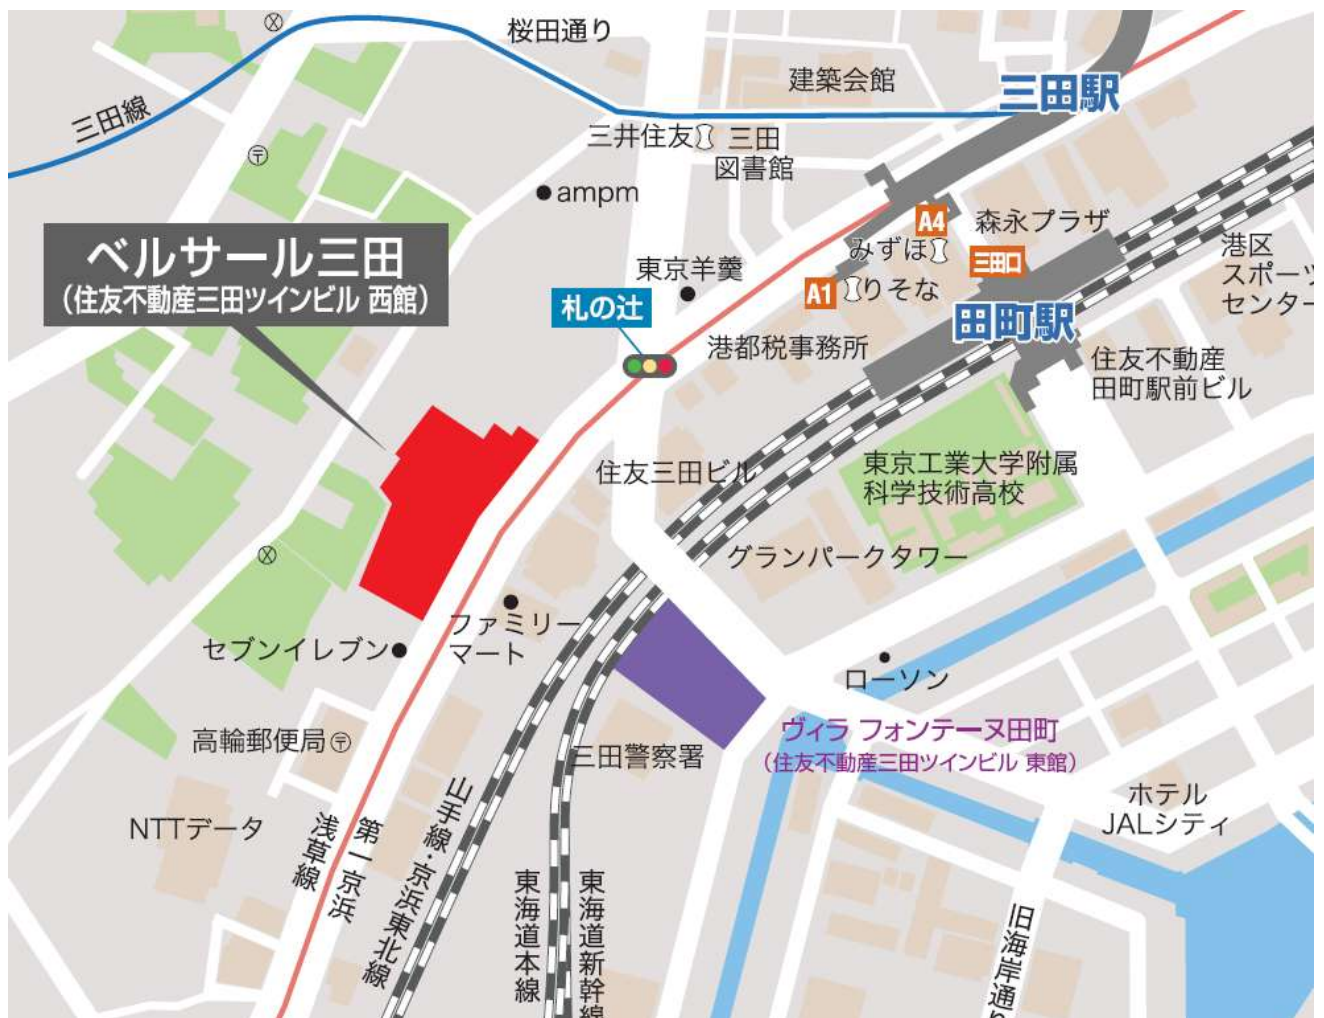 桜田通り
建築会館
三田駅
三田線
三井住友
三田
図書館
ampm
A4
森永プラザ
みずほ
三田口
港区
スポーツ
センター
ベルサール三田
(住友不動産三田ツインビル 西館)
東京羊羹
A1
りそな
札の辻
田町駅
港都税事務所
住友不動産
田町駅前ビル
住友三田ビル
東京工業大学附属
科学技術高校
グランパークタワー
ファミリー
マート
セブンイレブン
ローソン
高輪郵便局
三田警察署
ヴィラ フォンテーヌ田町
(住友不動産三田ツインビル 東館)
ホテル
JALシティ
NTTデータ
浅草線
第一京浜
山手線・京浜東北線
東海道本線
東海道新幹線
旧海岸通り